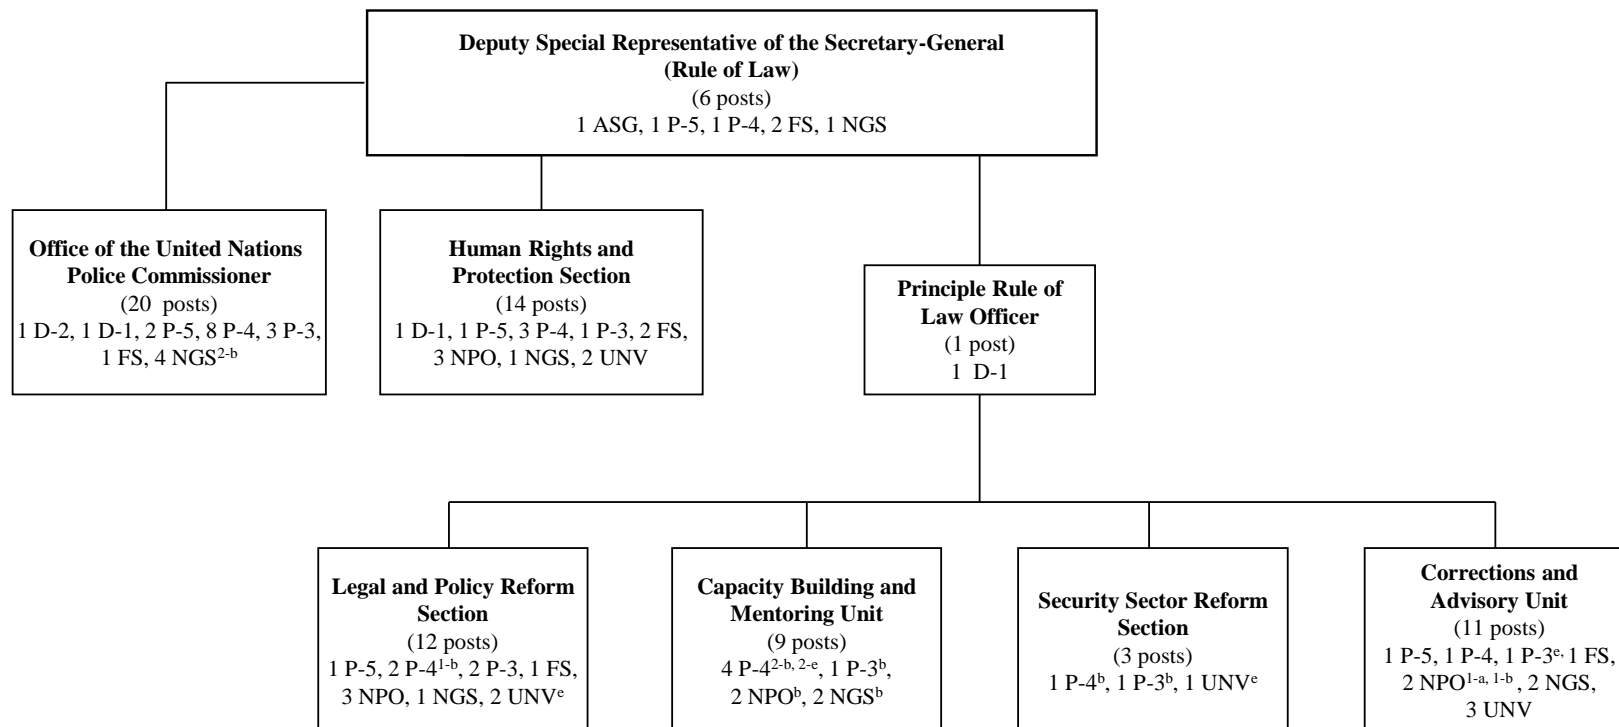 Deputy Special Representative of the Secretary-General
(Rule of Law)
(6 posts)
1 ASG, 1 P-5, 1 P-4, 2 FS, 1 NGS
Office of the United Nations
Police Commissioner
(20 posts)
1 D-2, 1 D-1, 2 P-5, 8 P-4, 3 P-3,
1 FS, 4 NGS2-b
Human Rights and
Protection Section
(14 posts)
1 D-1, 1 P-5, 3 P-4, 1 P-3, 2 FS,
3 NPO, 1 NGS, 2 UNV
Principle Rule of
Law Officer
(1 post)
1 D-1
Legal and Policy Reform
Section
(12 posts)
1 P-5, 2 P-41-b, 2 P-3, 1 FS,
3 NPO, 1 NGS, 2 UNVe
Capacity Building and
Mentoring Unit
(9 posts)
4 P-42-b, 2-e, 1 P-3b,
2 NPOb, 2 NGSb
Security Sector Reform
Section
(3 posts)
1 P-4b, 1 P-3b, 1 UNVe
Corrections and
Advisory Unit
(11 posts)
1 P-5, 1 P-4, 1 P-3e, 1 FS,
2 NPO1-a, 1-b, 2 NGS,
3 UNV